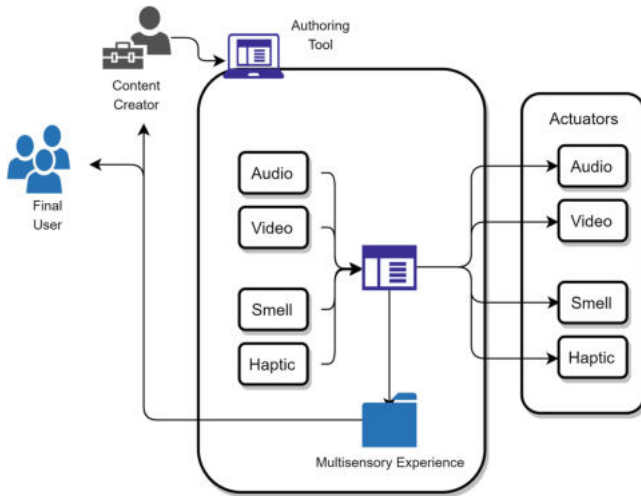 Authoring
Tool
Content
Creator
Final
User
Audio
Video
Smell
Haptic
Multisensory Experience
Actuators
Audio
Video
Smell
Haptic